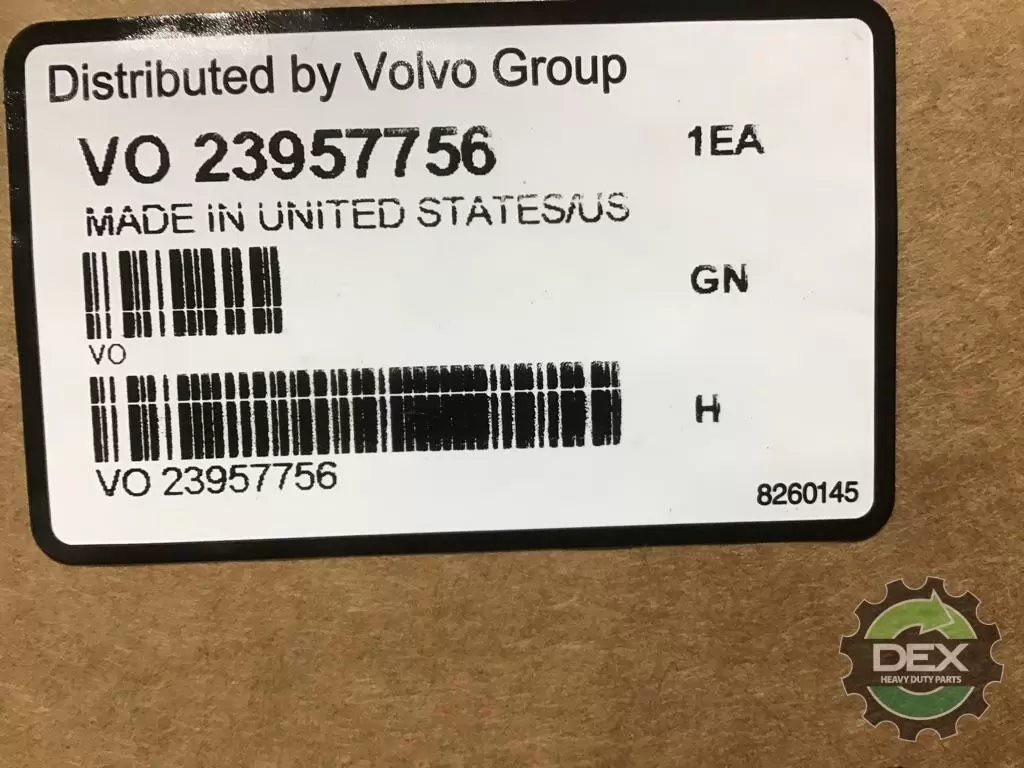 Distributed by Volvo Group
VO 23957756
1EA
MADE IN UNITED STATES/US
GN
VO
H
VO 23957756
8260145
DEX
HEAVY DUTY PARTS